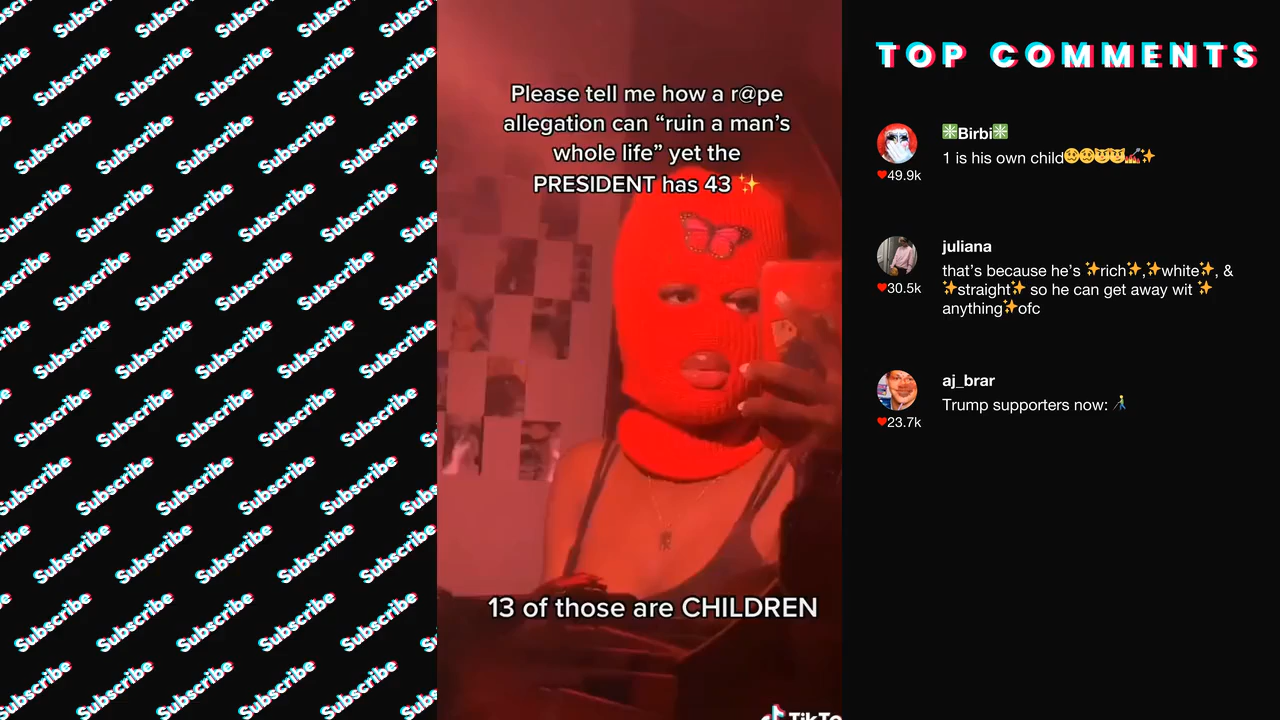 Subscribe
Please tell me how a r@pe
allegation can “ruin a man’s
whole life” yet the
PRESIDENT has 43 ✨
13 of those are CHILDREN
TikTo
TOP COMMENTS
✳️Birbi✳️
1 is his own child🥴🥴😇😇💅✨
49.9k
juliana
that’s because he’s ✨rich✨,✨white✨, &
✨straight✨ so he can get away wit ✨
anything✨ofc
30.5k
aj_brar
Trump supporters now: 👨‍🦯
23.7k